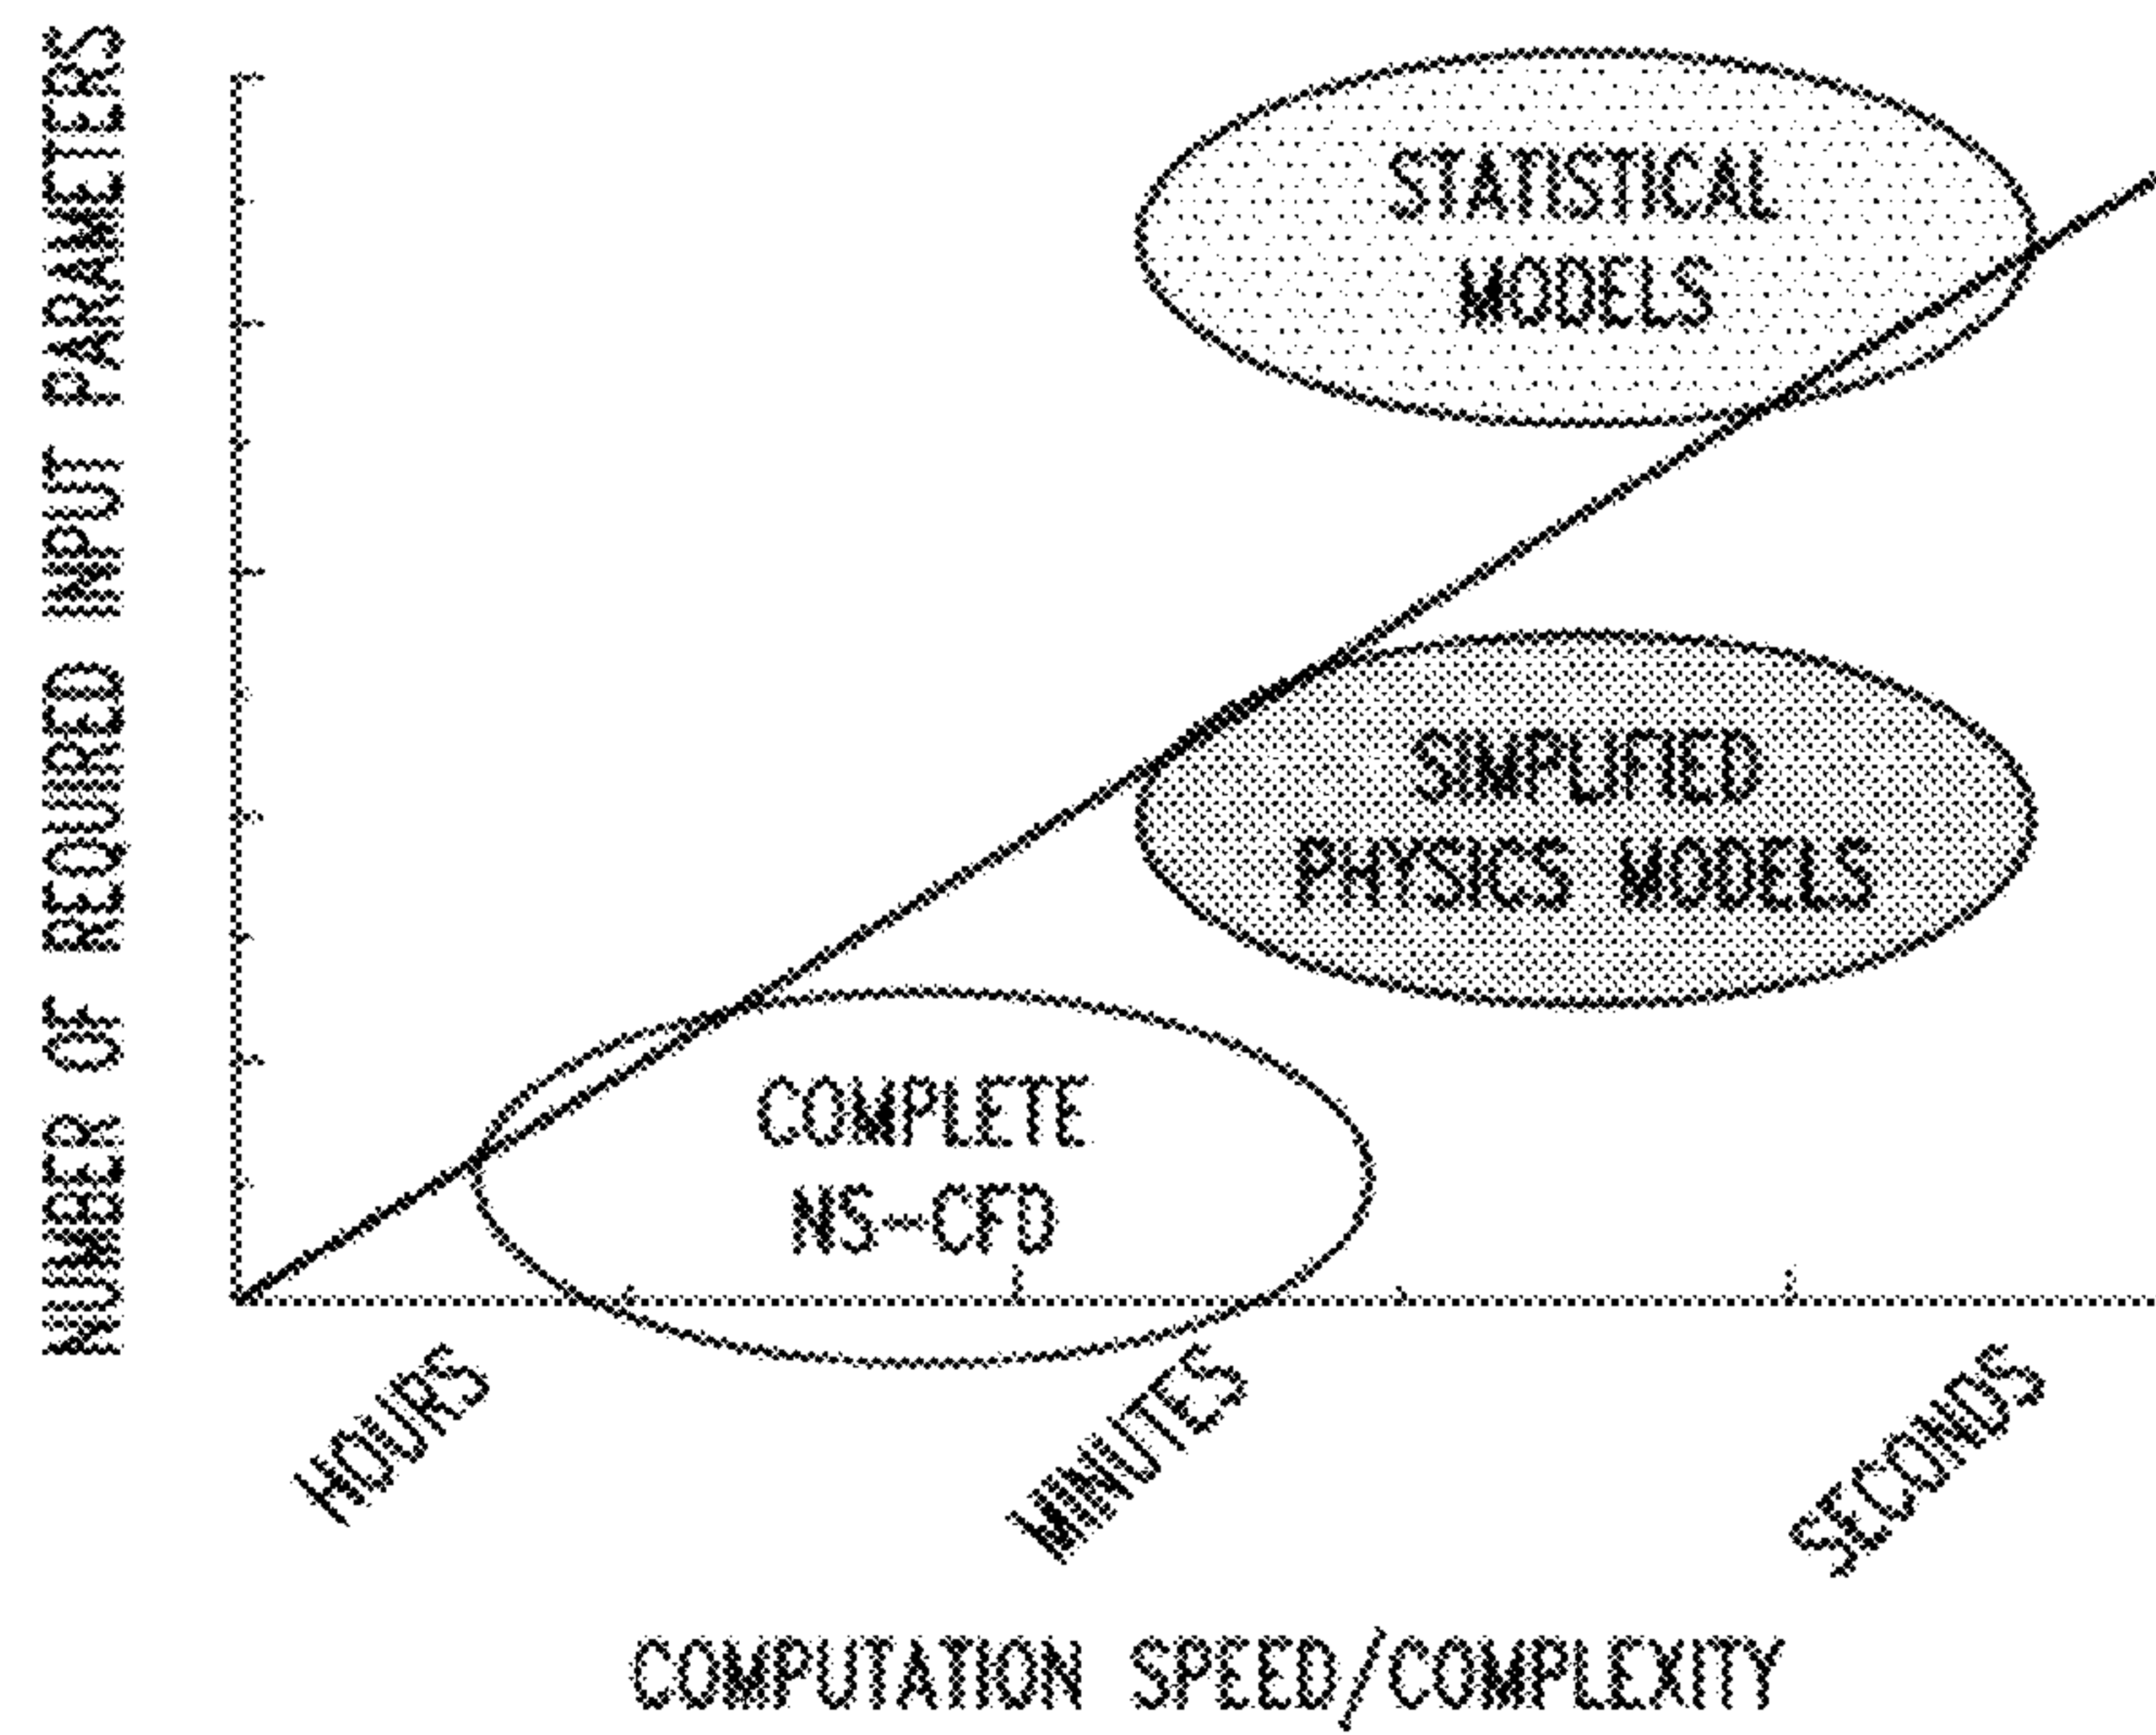 NUMBER OF REQUIRED INPUT PARAMETERS
STATISTICAL
MODELS
SIMPLIFIED
PHYSICS MODELS
COMPLETE
NS-CFD
HOURS
MINUTES
SECONDS
COMPUTATION SPEED/COMPLEXITY